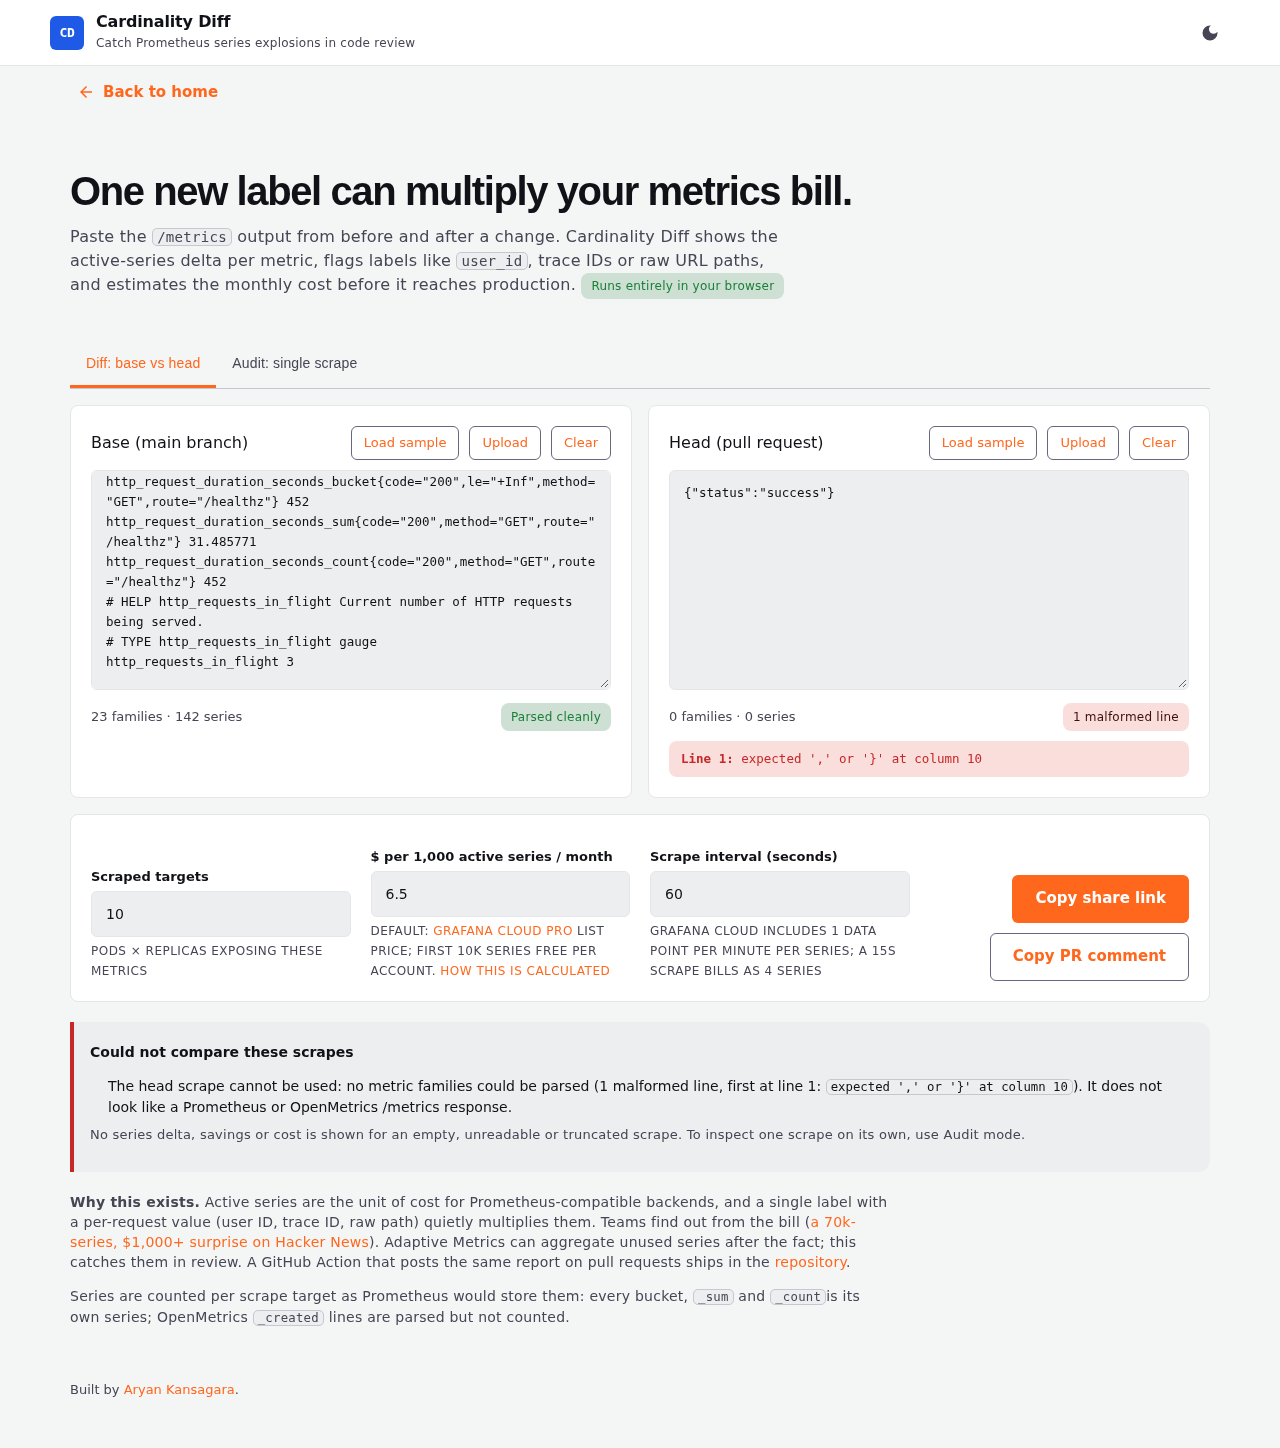 CD
Cardinality Diff
Catch Prometheus series explosions in code review
Back to home
One new label can multiply your metrics bill.
Paste the /metrics output from before and after a change. Cardinality Diff shows the
active-series delta per metric, flags labels like user_id, trace IDs or raw URL paths,
and estimates the monthly cost before it reaches production. Runs entirely in your browser
Diff: base vs head
Audit: single scrape
Base (main branch)
Load sample
Upload
Clear
http_request_duration_seconds_bucket{code="200",le="+Inf",method=
"GET",route="/healthz"} 452
http_request_duration_seconds_sum{code="200",method="GET",route="
/healthz"} 31.485771
http_request_duration_seconds_count{code="200",method="GET",route
="/healthz"} 452
# HELP http_requests_in_flight Current number of HTTP requests
being served.
# TYPE http_requests_in_flight gauge
http_requests_in_flight 3
23 families · 142 series
Parsed cleanly
Head (pull request)
Load sample
Upload
Clear
{"status":"success"}
0 families · 0 series
1 malformed line
Line 1: expected ',' or '}' at column 10
Scraped targets
10
PODS × REPLICAS EXPOSING THESE
METRICS
$ per 1,000 active series / month
6.5
DEFAULT: GRAFANA CLOUD PRO LIST
PRICE; FIRST 10K SERIES FREE PER
ACCOUNT. HOW THIS IS CALCULATED
Scrape interval (seconds)
60
GRAFANA CLOUD INCLUDES 1 DATA
POINT PER MINUTE PER SERIES; A 15S
SCRAPE BILLS AS 4 SERIES
Copy share link
Copy PR comment
Could not compare these scrapes
The head scrape cannot be used: no metric families could be parsed (1 malformed line, first at line 1: expected ',' or '}' at column 10). It does not
look like a Prometheus or OpenMetrics /metrics response.
No series delta, savings or cost is shown for an empty, unreadable or truncated scrape. To inspect one scrape on its own, use Audit mode.
Why this exists. Active series are the unit of cost for Prometheus-compatible backends, and a single label with
a per-request value (user ID, trace ID, raw path) quietly multiplies them. Teams find out from the bill (a 70k-
series, $1,000+ surprise on Hacker News). Adaptive Metrics can aggregate unused series after the fact; this
catches them in review. A GitHub Action that posts the same report on pull requests ships in the repository.
Series are counted per scrape target as Prometheus would store them: every bucket, _sum and _count is its
own series; OpenMetrics _created lines are parsed but not counted.
Built by Aryan Kansagara.